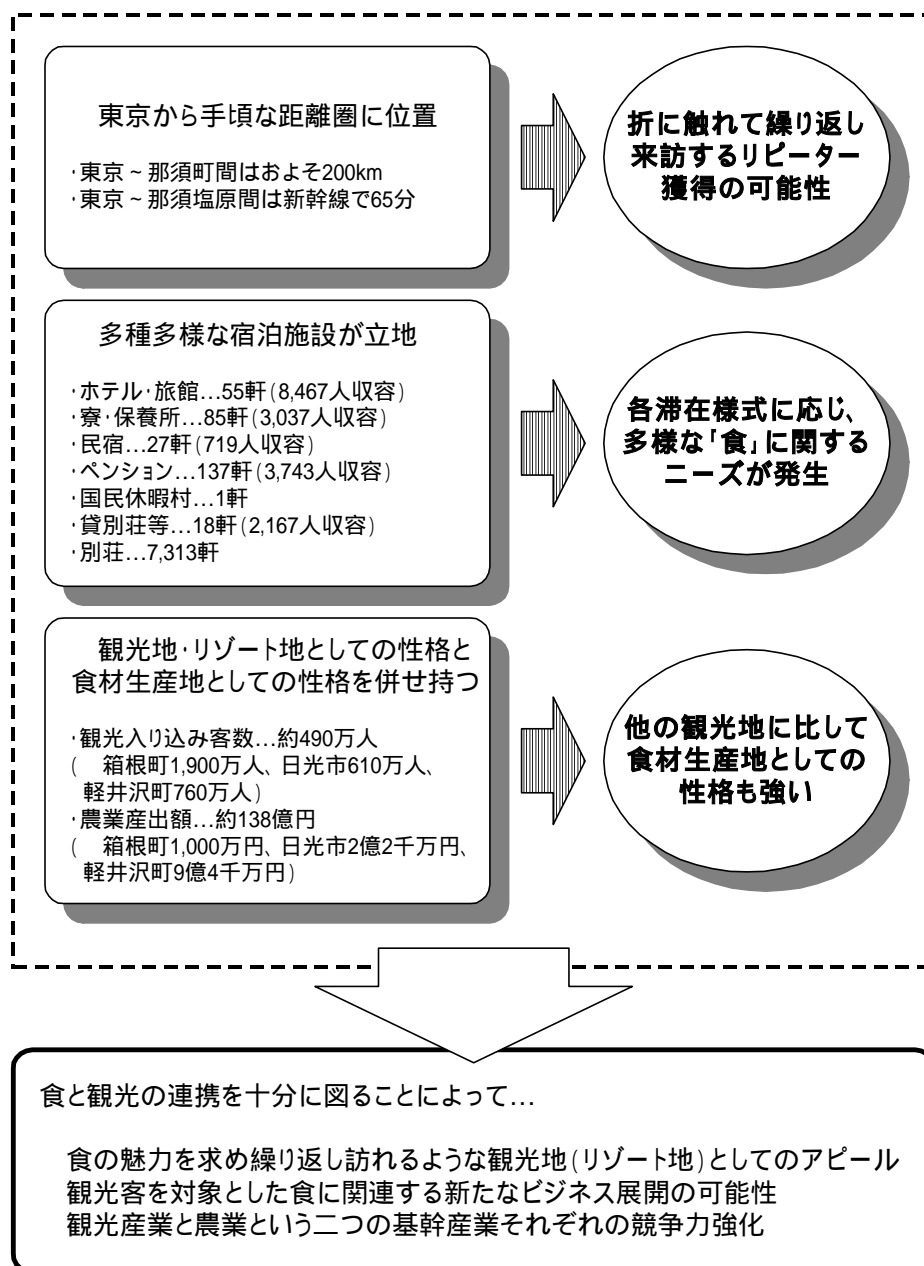 東京から手頃な距離圏に位置
･東京～那須町間はおよそ200km
･東京～那須塩原間は新幹線で65分
折に触れて繰り返し
来訪するリピーター
獲得の可能性
多種多様な宿泊施設が立地
･ホテル･旅館…55軒(8,467人収容)
･寮･保養所…85軒(3,037人収容)
･民宿…27軒(719人収容)
･ペンション…137軒(3,743人収容)
･国民休暇村…1軒
･貸別荘等…18軒(2,167人収容)
･別荘…7,313軒
各滞在様式に応じ、
多様な｢食｣に関する
ニーズが発生
観光地･リゾート地としての性格と
食材生産地としての性格を併せ持つ
･観光入り込み客数…約490万人
(　箱根町1,900万人、日光市610万人、
軽井沢町760万人)
･農業産出額…約138億円
(　箱根町1,000万円、日光市2億2千万円、
軽井沢町9億4千万円)
他の観光地に比して
食材生産地としての
性格も強い
食と観光の連携を十分に図ることによって…
食の魅力を求め繰り返し訪れるような観光地(リゾート地)としてのアピール
観光客を対象とした食に関連する新たなビジネス展開の可能性
観光産業と農業という二つの基幹産業それぞれの競争力強化